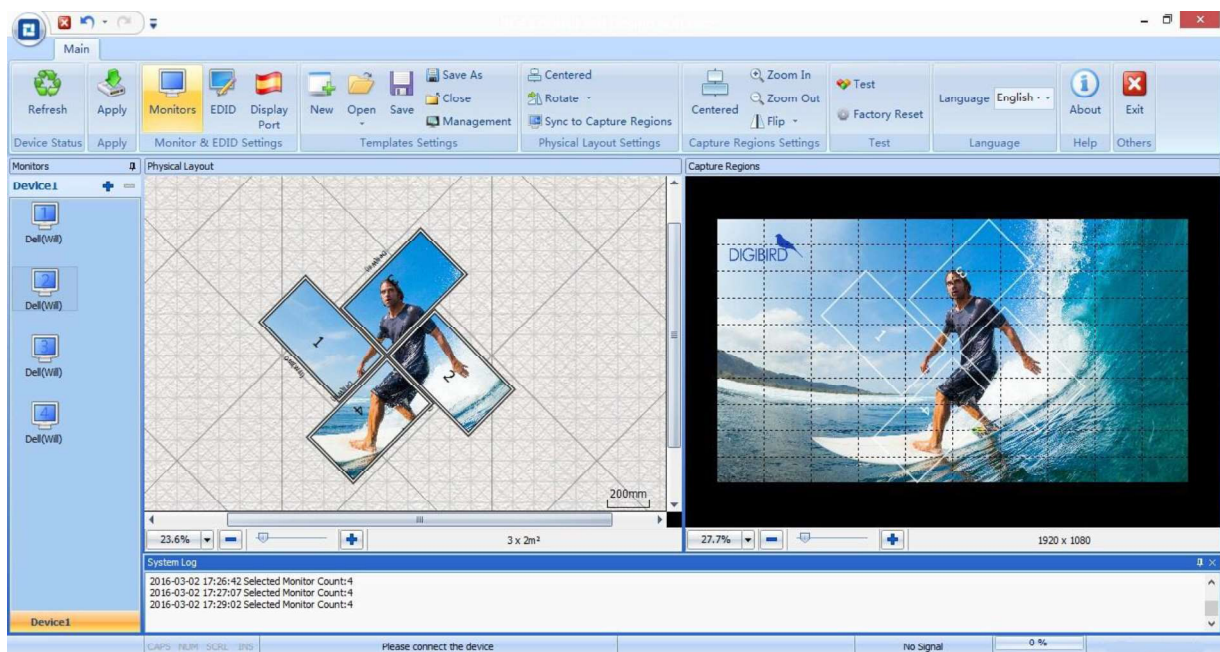 Main
Refresh
Apply
Monitors
EDID
Display
Port
New
Open
Save
Save As
Close
Management
Centered
Rotate
Sync to Capture Regions
Centered
Zoom In
Zoom Out
Flip
Test
Factory Reset
Language English
About
Exit
Device Status
Apply
Monitor & EDID Settings
Templates Settings
Physical Layout Settings
Capture Regions Settings
Test
Language
Help
Others
Monitors
Physical Layout
Capture Regions
Device1
1
Dell(Will)
2
Dell(Will)
3
Dell(Will)
4
Dell(Will)
3
1
2
4
200mm
DIGIBIRD
3
1
23.6%
3 x 2m²
27.7%
1920 x 1080
System Log
2016-03-02 17:26:42 Selected Monitor Count:4
2016-03-02 17:27:07 Selected Monitor Count:4
2016-03-02 17:29:02 Selected Monitor Count:4
Device1
CAPS NUM SCRL INS
Please connect the device
No Signal
0 %